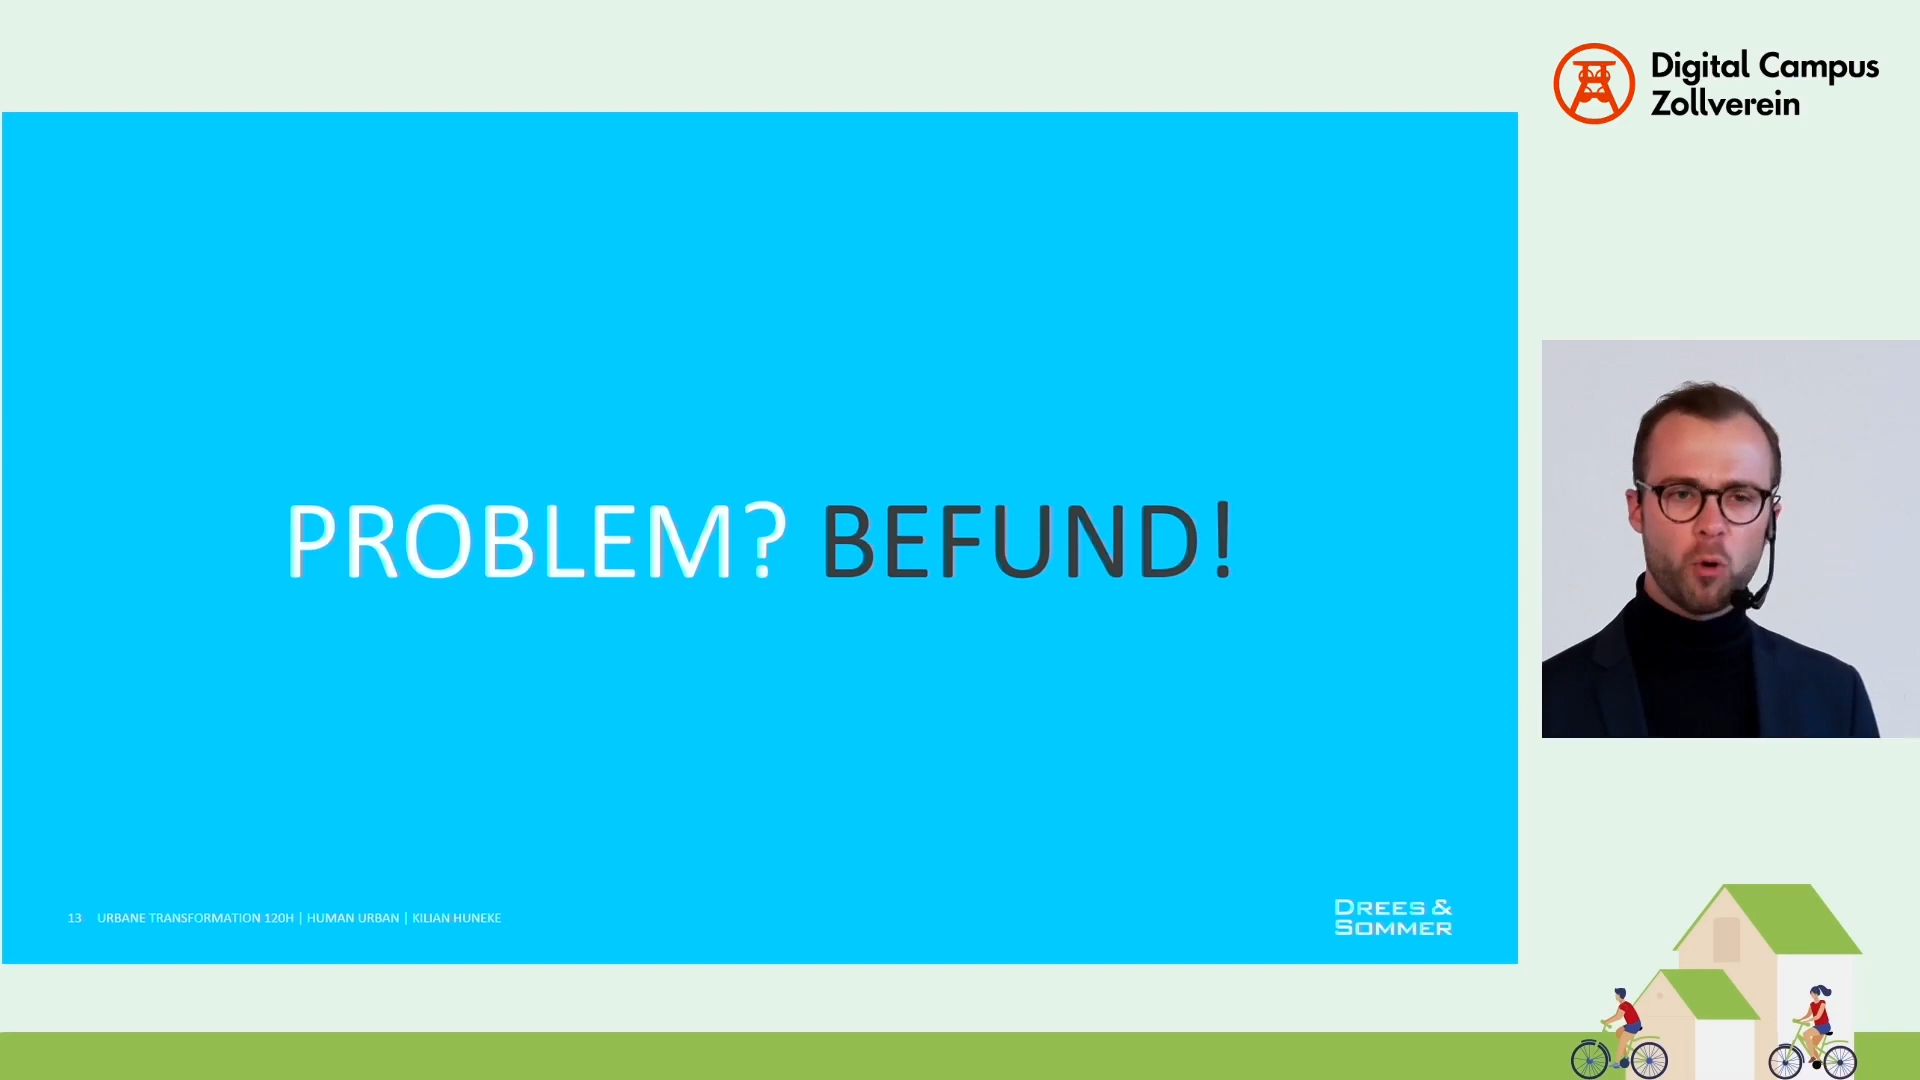 Digital Campus
Zollverein
PROBLEM? BEFUND!
13 URBANE TRANSFORMATION 120H | HUMAN URBAN | KILIAN HUNEKE
DREES &
SOMMER